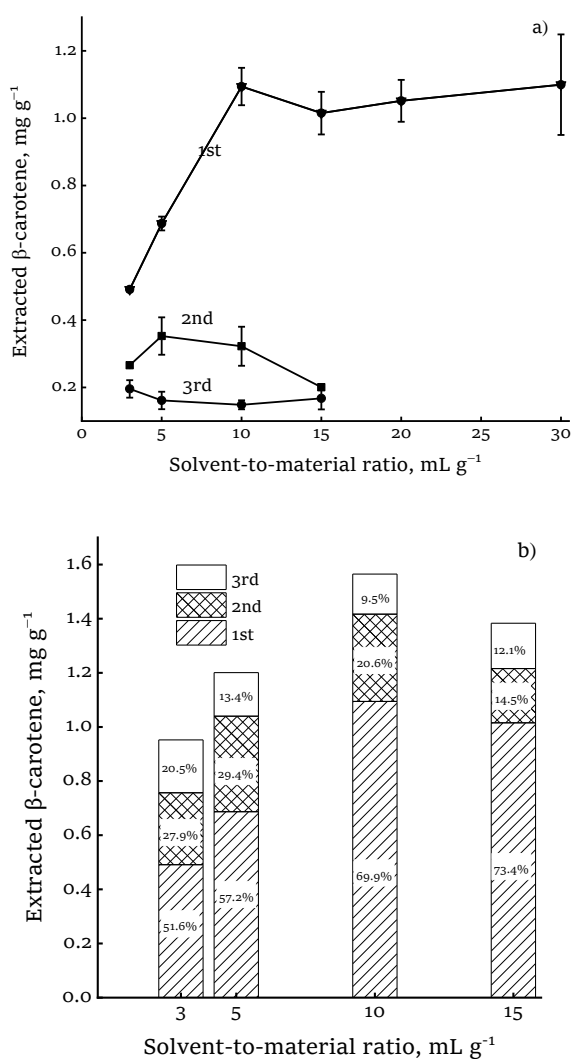 a)
1.2
1.0
0.8
0.6
0.4
0.2
Extracted β-carotene, mg g⁻¹
1st
2nd
3rd
0 5 10 15 20 25 30
Solvent-to-material ratio, mL g⁻¹
b)
1.6
1.4
1.2
1.0
0.8
0.6
0.4
0.2
0.0
Extracted β-carotene, mg g⁻¹
3rd
2nd
1st
20.5%
27.9%
51.6%
13.4%
29.4%
57.2%
9.5%
20.6%
69.9%
12.1%
14.5%
73.4%
3 5 10 15
Solvent-to-material ratio, mL g⁻¹